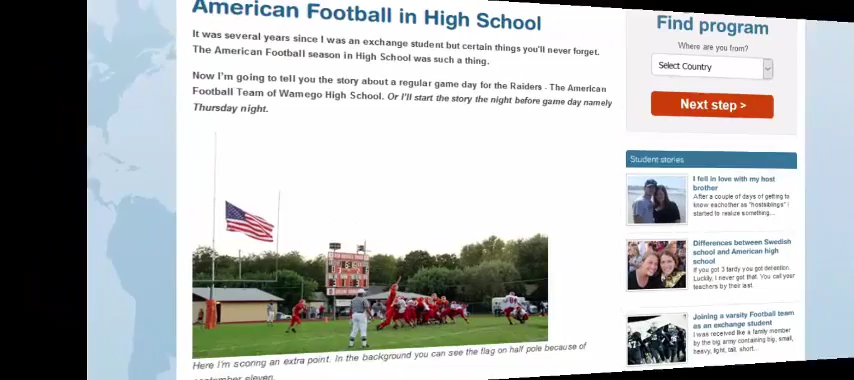 American Football in High School
It was several years since I was an exchange student but certain things you'll never forget.
The American Football season in High School was such a thing.
Now I'm going to tell you the story about a regular game day for the Raiders - The American
Football Team of Wamego High School. Or I'll start the story the night before game day namely
Thursday night.
Here I'm scoring an extra point. In the background you can see the flag on half pole because of
september eleven.
Find program
Where are you from?
Select Country
Next step >
Student stories
I fell in love with my host
brother
After a couple of days of getting to
know eachother as "hostsiblings" I
started to realize something...
Differences between Swedish
school and American high
school
If you got 3 tardy you got detention.
Luckily, I never got that. You call your
teachers by their last.
Joining a varsity Football team
as an exchange student
I was received like a family member
by the big army containing big, small,
heavy, light, tall, short...